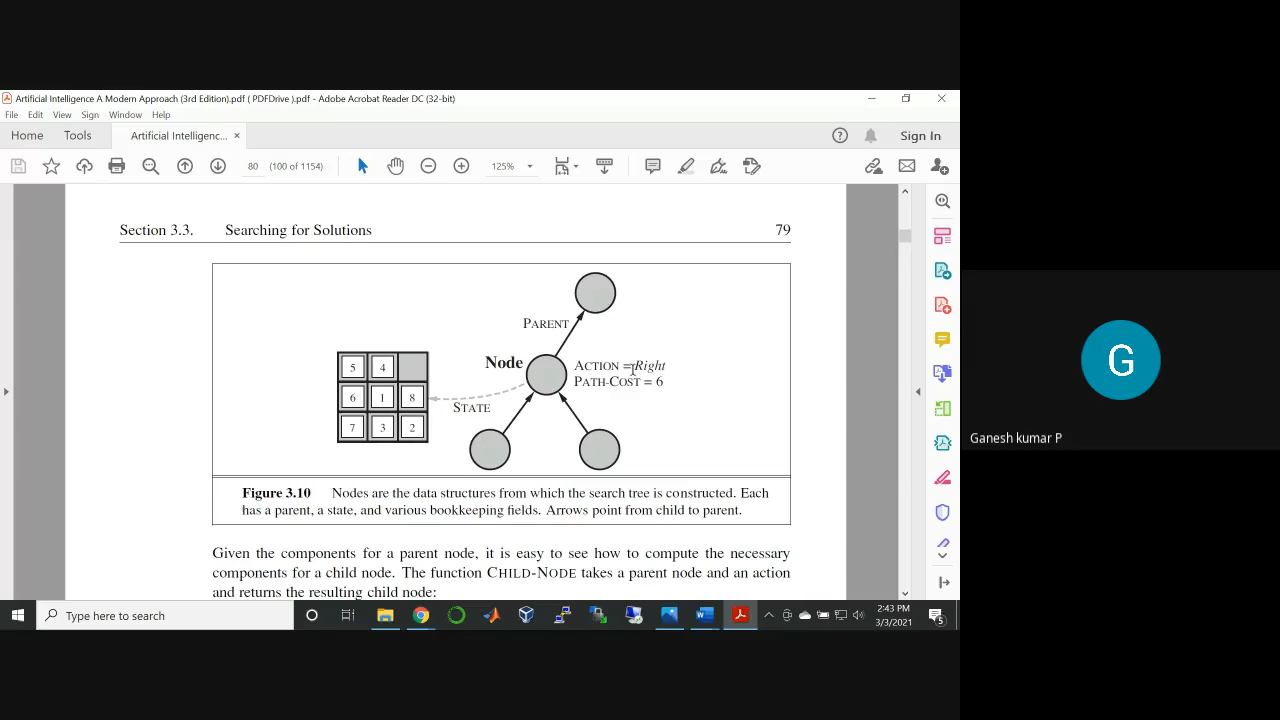 Artificial Intelligence A Modern Approach (3rd Edition).pdf ( PDFDrive ).pdf - Adobe Acrobat Reader DC (32-bit)
File Edit View Sign Window Help
Home Tools Artificial Intelligenc... × Sign In
80 (100 of 1154) 125%
Section 3.3. Searching for Solutions 79
PARENT
Node
ACTION = Right
PATH-COST = 6
STATE
5 4
6 1 8
7 3 2
Figure 3.10 Nodes are the data structures from which the search tree is constructed. Each
has a parent, a state, and various bookkeeping fields. Arrows point from child to parent.
Given the components for a parent node, it is easy to see how to compute the necessary
components for a child node. The function CHILD-NODE takes a parent node and an action
and returns the resulting child node:
G
Ganesh kumar P
Type here to search
2:43 PM
3/3/2021
5